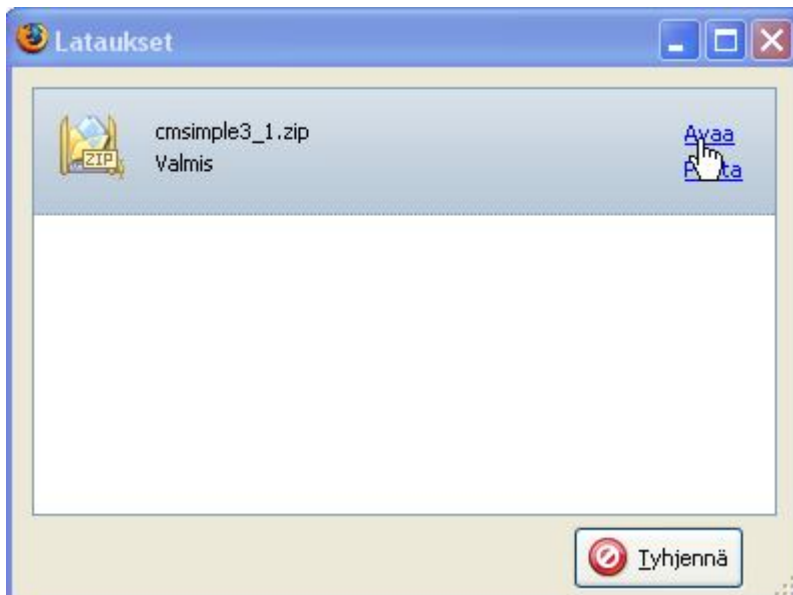 Lataukset
cmsimple3_1.zip
Avaa
Valmis
ZIP
Tyhjennä